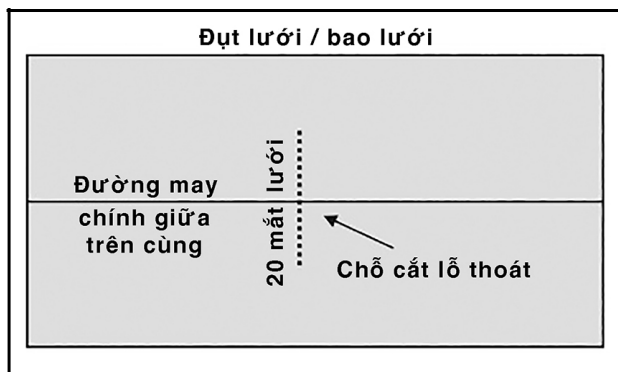 Đụt lưới / bao lưới
20 mắt lưới
Đường may
chính giữa
trên cùng
Chỗ cắt lỗ thoát